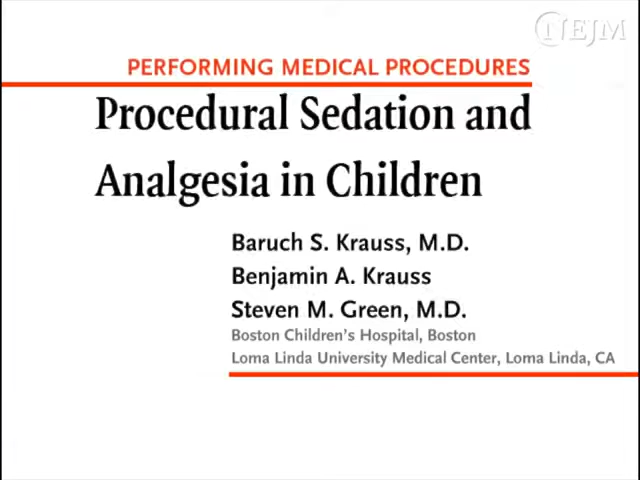 NEJM
PERFORMING MEDICAL PROCEDURES
Procedural Sedation and
Analgesia in Children
Baruch S. Krauss, M.D.
Benjamin A. Krauss
Steven M. Green, M.D.
Boston Children's Hospital, Boston
Loma Linda University Medical Center, Loma Linda, CA